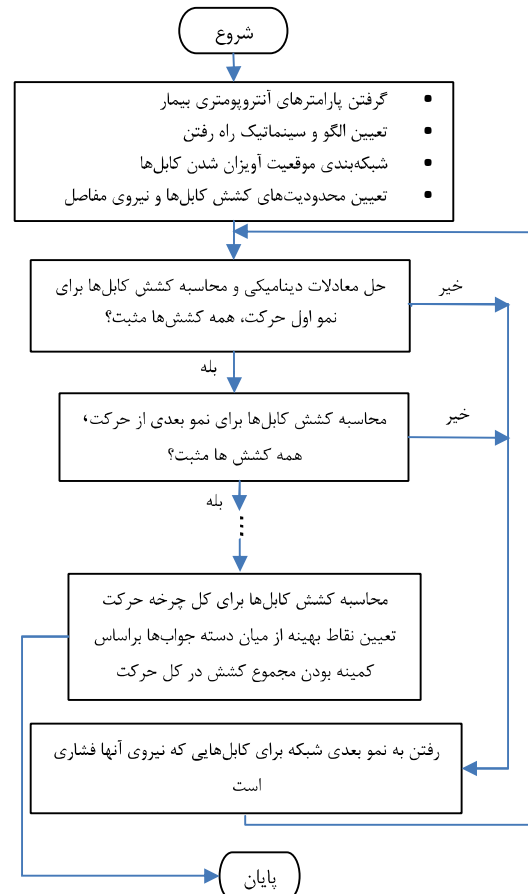 شروع
▪ گرفتن پارامترهای آنتروپومتری بیمار
▪ تعیین الگو و سینماتیک راه رفتن
▪ شبکه‌بندی موقعیت آویزان شدن کابل‌ها
▪ تعیین محدودیت‌های کشش کابل‌ها و نیروی مفاصل
حل معادلات دینامیکی و محاسبه کشش کابل‌ها برای
نمو اول حرکت، همه کشش‌ها مثبت؟
خیر
بله
محاسبه کشش کابل‌ها برای نمو بعدی از حرکت،
همه کشش ها مثبت؟
خیر
بله
...
محاسبه کشش کابل‌ها برای کل چرخه حرکت
تعیین نقاط بهینه از میان دسته جواب‌ها براساس
کمینه بودن مجموع کشش در کل حرکت
رفتن به نمو بعدی شبکه برای کابل‌هایی که نیروی آنها فشاری
است
پایان